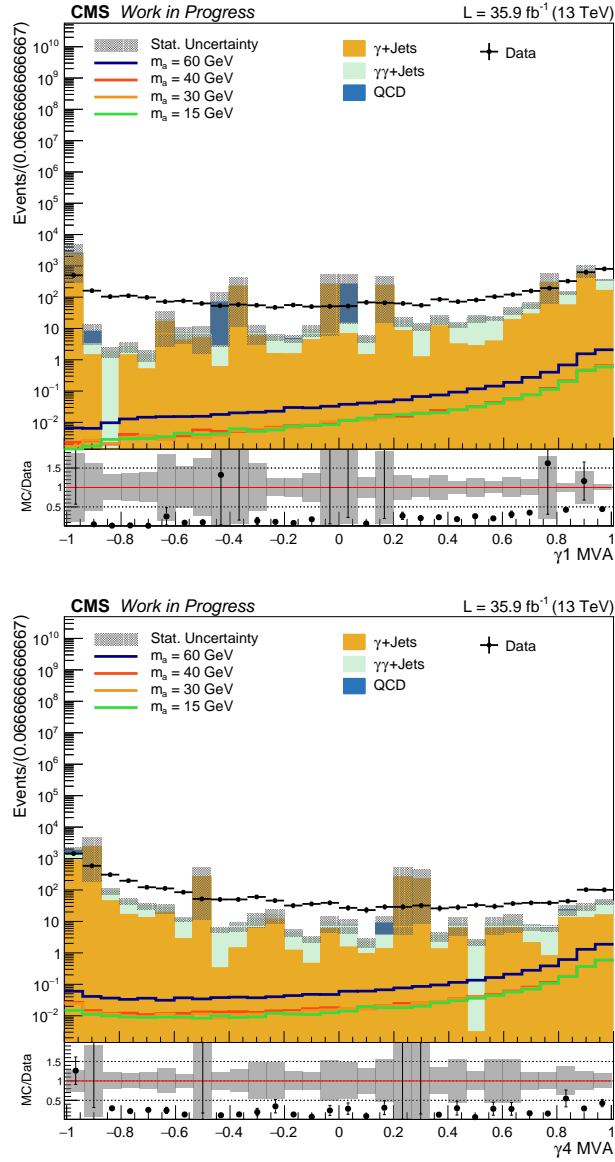 CMS Work in Progress L = 35.9 fb⁻¹ (13 TeV)
Events/(0.0666666666666667)
Stat. Uncertainty
mₐ = 60 GeV
mₐ = 40 GeV
mₐ = 30 GeV
mₐ = 15 GeV
γ+Jets
γγ+Jets
QCD
Data
10¹⁰
10⁹
10⁸
10⁷
10⁶
10⁵
10⁴
10³
10²
10
1
10⁻¹
10⁻²
MC/Data
1.5
1
0.5
−1 −0.8 −0.6 −0.4 −0.2 0 0.2 0.4 0.6 0.8 1
γ1 MVA
CMS Work in Progress L = 35.9 fb⁻¹ (13 TeV)
Events/(0.0666666666666667)
Stat. Uncertainty
mₐ = 60 GeV
mₐ = 40 GeV
mₐ = 30 GeV
mₐ = 15 GeV
γ+Jets
γγ+Jets
QCD
Data
10¹⁰
10⁹
10⁸
10⁷
10⁶
10⁵
10⁴
10³
10²
10
1
10⁻¹
10⁻²
MC/Data
1.5
1
0.5
−1 −0.8 −0.6 −0.4 −0.2 0 0.2 0.4 0.6 0.8 1
γ4 MVA